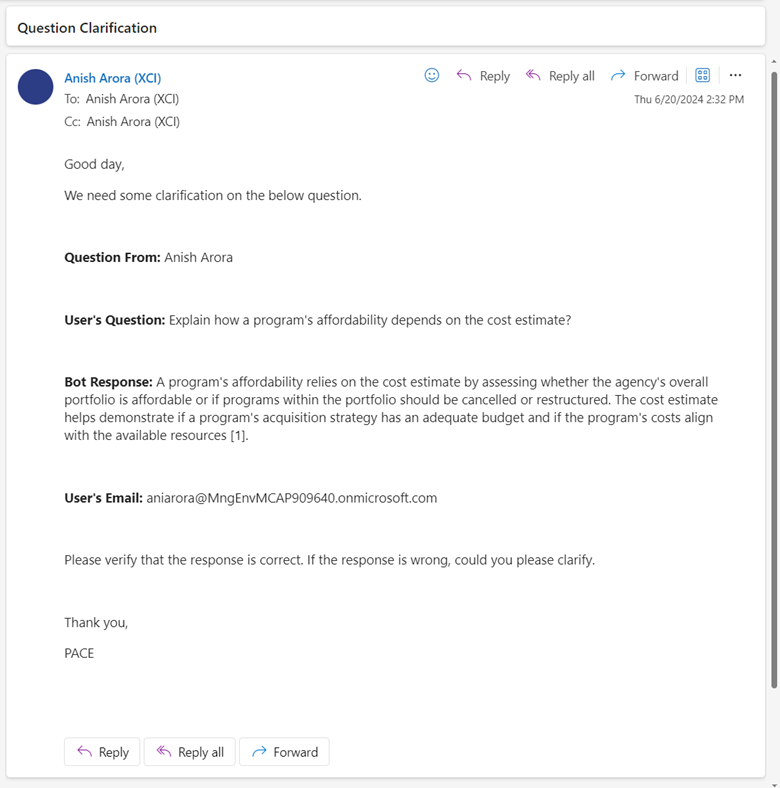 Question Clarification
Anish Arora (XCI)
Reply
Reply all
Forward
To: Anish Arora (XCI)
Thu 6/20/2024 2:32 PM
Cc: Anish Arora (XCI)
Good day,
We need some clarification on the below question.
Question From: Anish Arora
User's Question: Explain how a program's affordability depends on the cost estimate?
Bot Response: A program's affordability relies on the cost estimate by assessing whether the agency's overall
portfolio is affordable or if programs within the portfolio should be cancelled or restructured. The cost estimate
helps demonstrate if a program's acquisition strategy has an adequate budget and if the program's costs align
with the available resources [1].
User's Email: aniarora@MngEnvMCAP909640.onmicrosoft.com
Please verify that the response is correct. If the response is wrong, could you please clarify.
Thank you,
PACE
Reply
Reply all
Forward